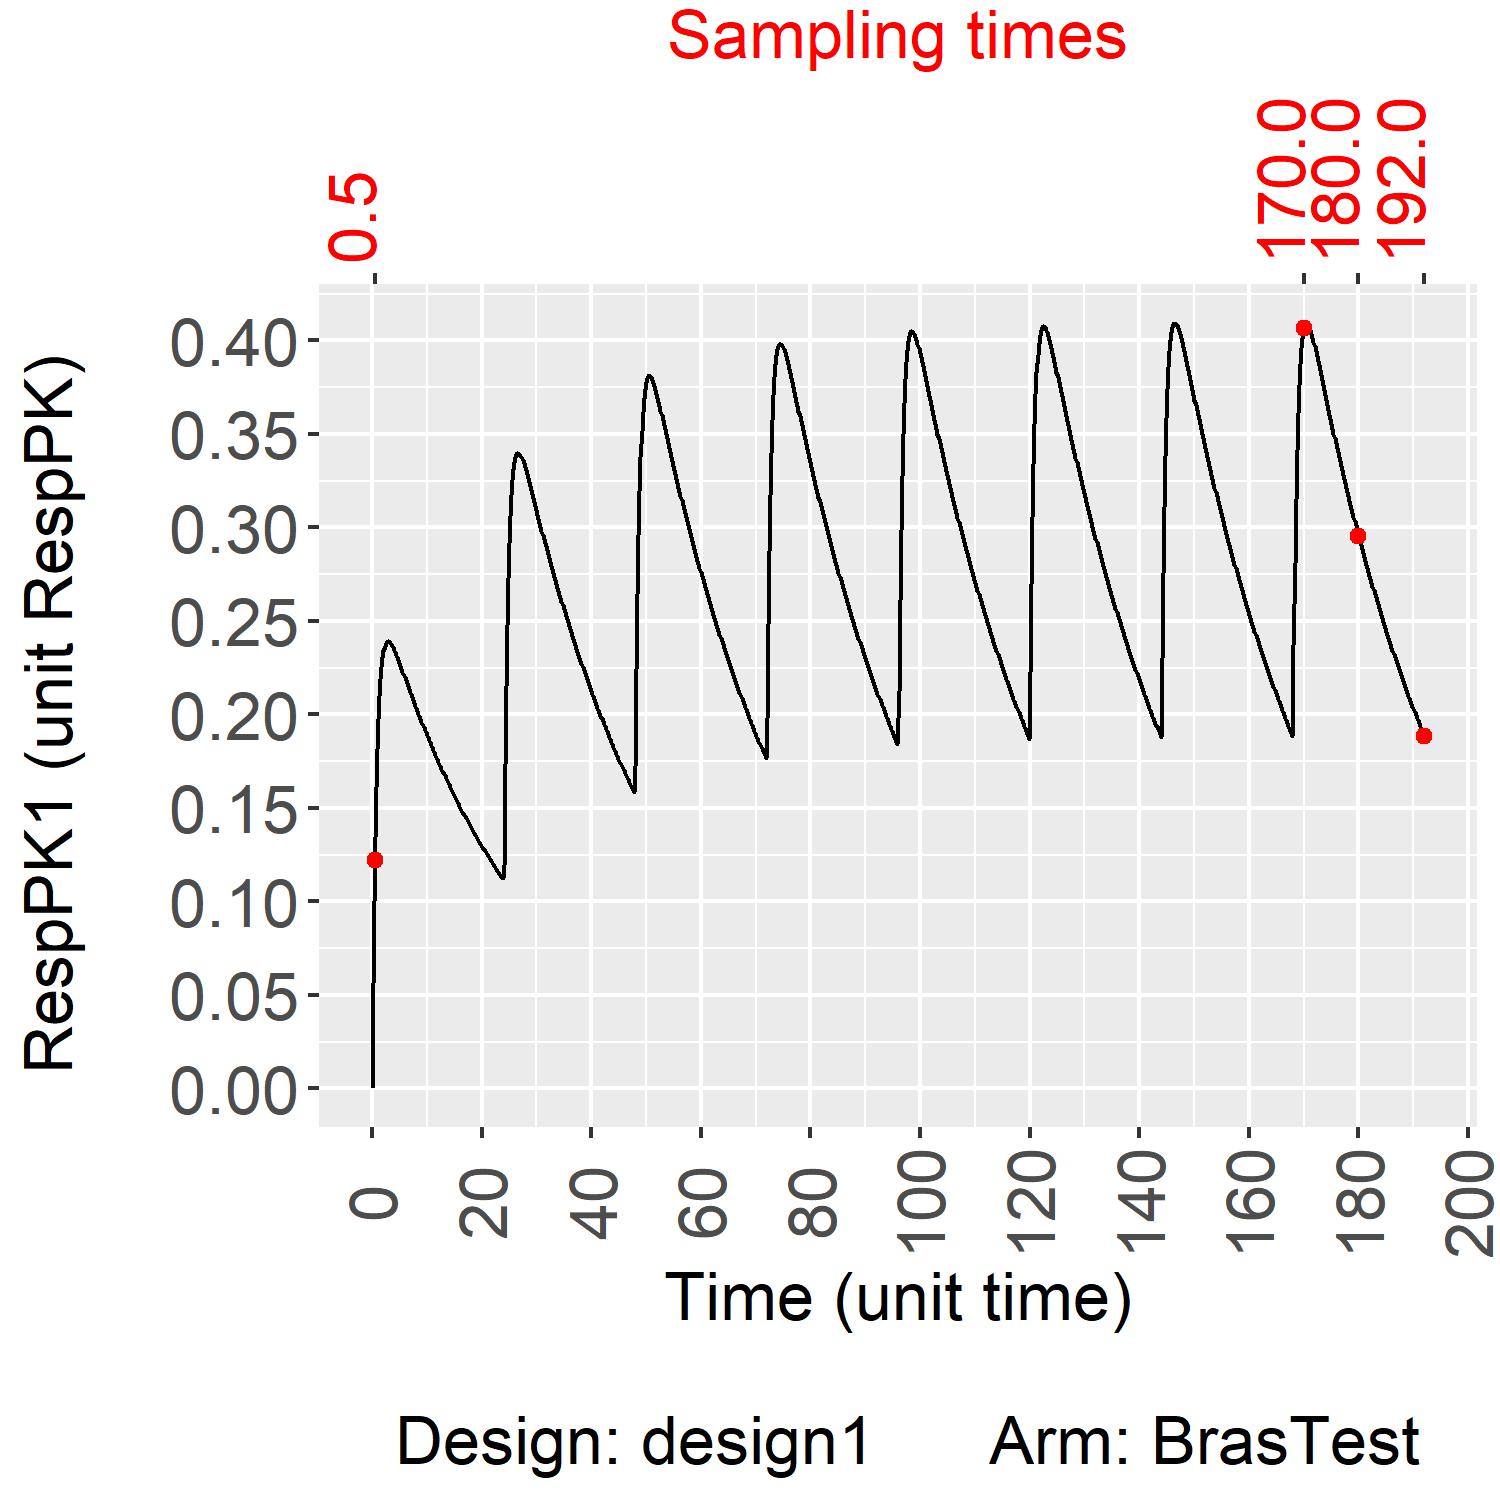 Sampling times
0.5 170.0 180.0 192.0
RespPK1 (unit RespPK)
0.40
0.35
0.30
0.25
0.20
0.15
0.10
0.05
0.00
0 20 40 60 80 100 120 140 160 180 200
Time (unit time)
Design: design1 Arm: BrasTest